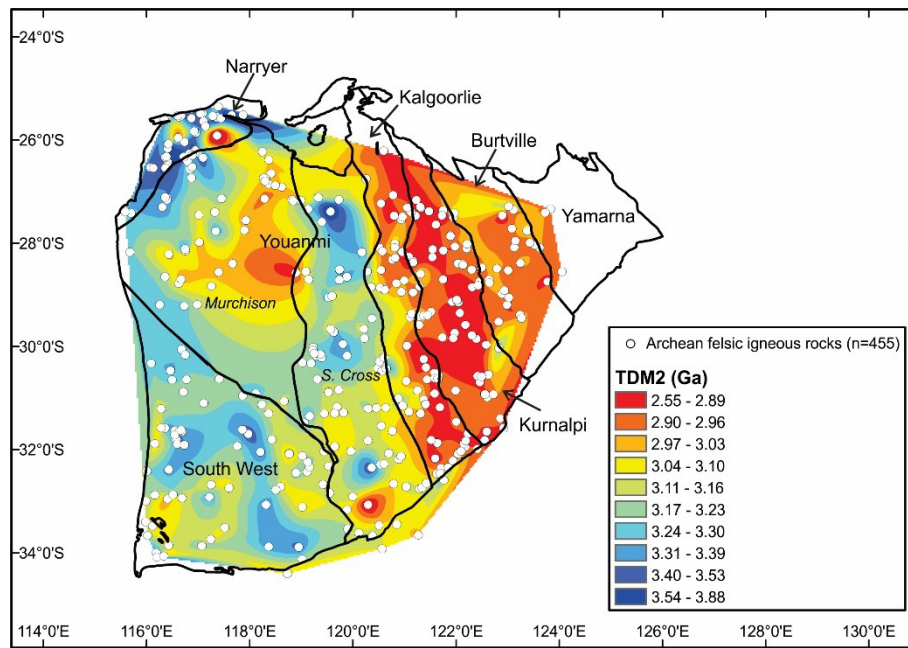 24°0'S
26°0'S
28°0'S
30°0'S
32°0'S
34°0'S
Narryer
Kalgoorlie
Burtville
Yamarna
Youanmi
Murchison
S. Cross
Kurnalpi
South West
Archean felsic igneous rocks (n=455)
TDM2 (Ga)
2.55 - 2.89
2.90 - 2.96
2.97 - 3.03
3.04 - 3.10
3.11 - 3.16
3.17 - 3.23
3.24 - 3.30
3.31 - 3.39
3.40 - 3.53
3.54 - 3.88
114°0'E 116°0'E 118°0'E 120°0'E 122°0'E 124°0'E 126°0'E 128°0'E 130°0'E